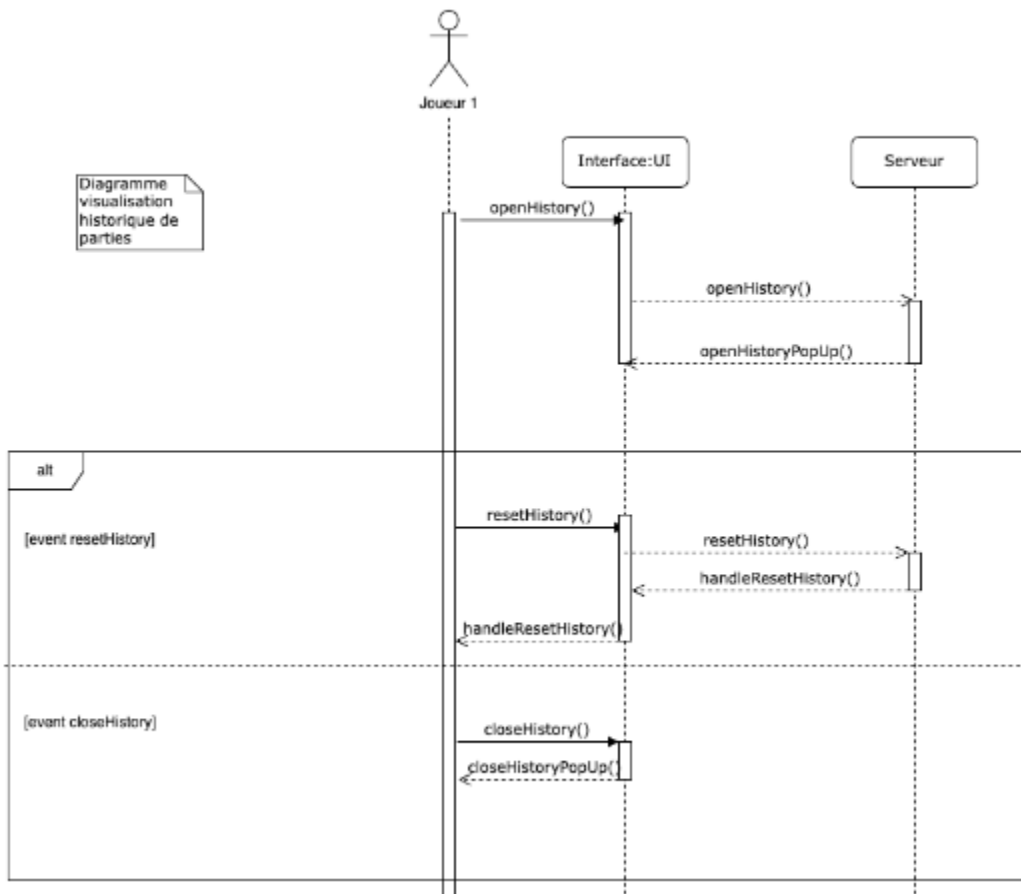 Joueur 1
Interface:UI
Serveur
Diagramme
visualisation
historique de
parties
openHistory()
openHistory()
openHistoryPopUp()
alt
[event resetHistory]
resetHistory()
resetHistory()
handleResetHistory()
handleResetHistory()
[event closeHistory]
closeHistory()
closeHistoryPopUp()